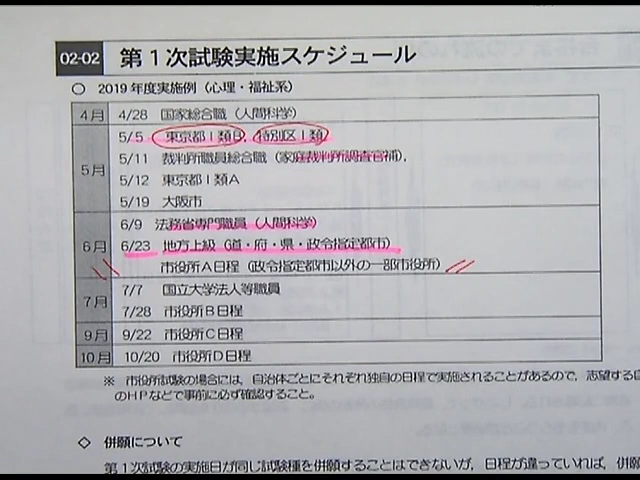 02-02 第1次試験実施スケジュール
○ 2019年度実施例（心理・福祉系）
4月 4/28 国家総合職（人間科学）
5月 5/5 東京都Ⅰ類B、特別区Ⅰ類
5/11 裁判所職員総合職（家庭裁判所調査官補）、
5/12 東京都Ⅰ類A
5/19 大阪市
6月 6/9 法務省専門職員（人間科学）
6/23 地方上級（道・府・県・政令指定都市）
市役所A日程（政令指定都市以外の一部市役所）
7月 7/7 国立大学法人等職員
7/28 市役所B日程
9月 9/22 市役所C日程
10月 10/20 市役所D日程
※ 市役所試験の場合には、自治体ごとにそれぞれ独自の日程で実施されることがあるので、志望する自
のHPなどで事前に必ず確認すること。
◇ 併願について
第1次試験の実施日が同じ試験種を併願することはできないが、日程が違っていれば、併願